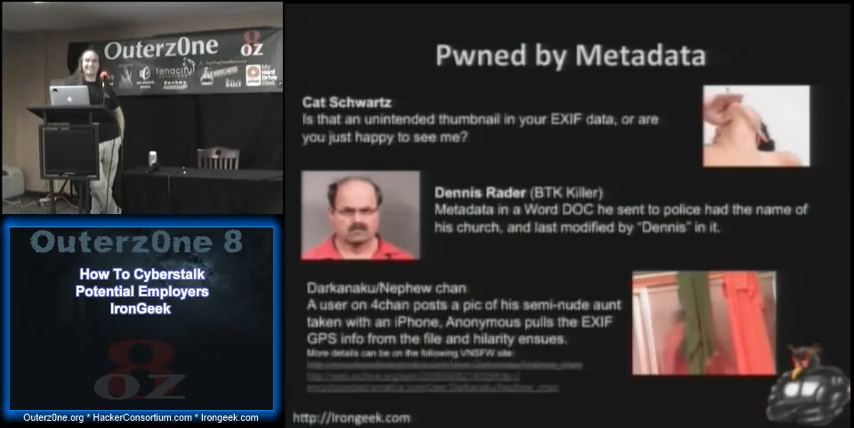 Outerz0ne 8
OZ
tenacity
Pwned by Metadata
Cat Schwartz
Is that an unintended thumbnail in your EXIF data, or are
you just happy to see me?
Dennis Rader (BTK Killer)
Metadata in a Word DOC he sent to police had the name of
his church, and last modified by “Dennis” in it.
Darkanaku/Nephew chan
A user on 4chan posts a pic of his semi-nude aunt
taken with an iPhone, Anonymous pulls the EXIF
GPS info from the file and hilarity ensues.
More details can be on the following VNSFW site:
http://Irongeek.com
Outerz0ne 8
How To Cyberstalk
Potential Employers
IronGeek
8
OZ
Outerz0ne.org * HackerConsortium.com * Irongeek.com